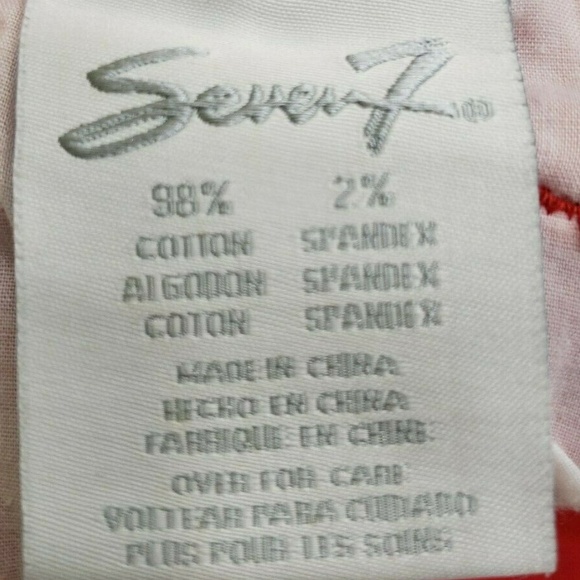 Seven7
98% 2%
COTTON SPANDEX
ALGODON SPANDEX
COTON SPANDEX
MADE IN CHINA
HECHO EN CHINA
FABRIQUE EN CHINE
OVER FOR CARE
VOLTEAR PARA CUIDADO
PLUS POUR LES SOINS